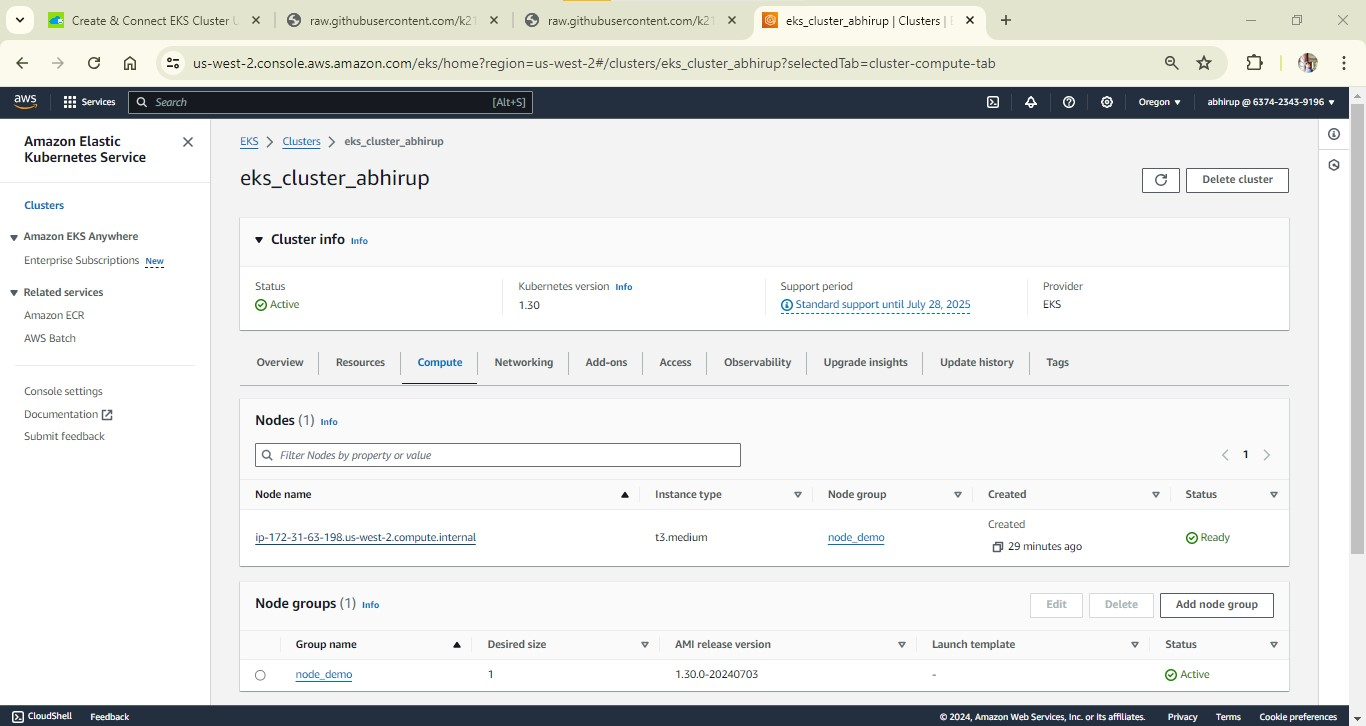 Create & Connect EKS Cluster U
raw.githubusercontent.com/k21
raw.githubusercontent.com/k21
eks_cluster_abhirup | Clusters | E
us-west-2.console.aws.amazon.com/eks/home?region=us-west-2#/clusters/eks_cluster_abhirup?selectedTab=cluster-compute-tab
aws
Services
Search
[Alt+S]
Oregon
abhirup @ 6374-2343-9196
Amazon Elastic
Kubernetes Service
Clusters
Amazon EKS Anywhere
Enterprise Subscriptions New
Related services
Amazon ECR
AWS Batch
Console settings
Documentation
Submit feedback
EKS
Clusters
eks_cluster_abhirup
eks_cluster_abhirup
Delete cluster
Cluster info Info
Status
Active
Kubernetes version Info
1.30
Support period
Standard support until July 28, 2025
Provider
EKS
Overview
Resources
Compute
Networking
Add-ons
Access
Observability
Upgrade insights
Update history
Tags
Nodes (1) Info
Filter Nodes by property or value
1
Node name
Instance type
Node group
Created
Status
ip-172-31-63-198.us-west-2.compute.internal
t3.medium
node_demo
Created
29 minutes ago
Ready
Node groups (1) Info
Edit
Delete
Add node group
Group name
Desired size
AMI release version
Launch template
Status
node_demo
1
1.30.0-20240703
-
Active
CloudShell
Feedback
© 2024, Amazon Web Services, Inc. or its affiliates.
Privacy
Terms
Cookie preferences